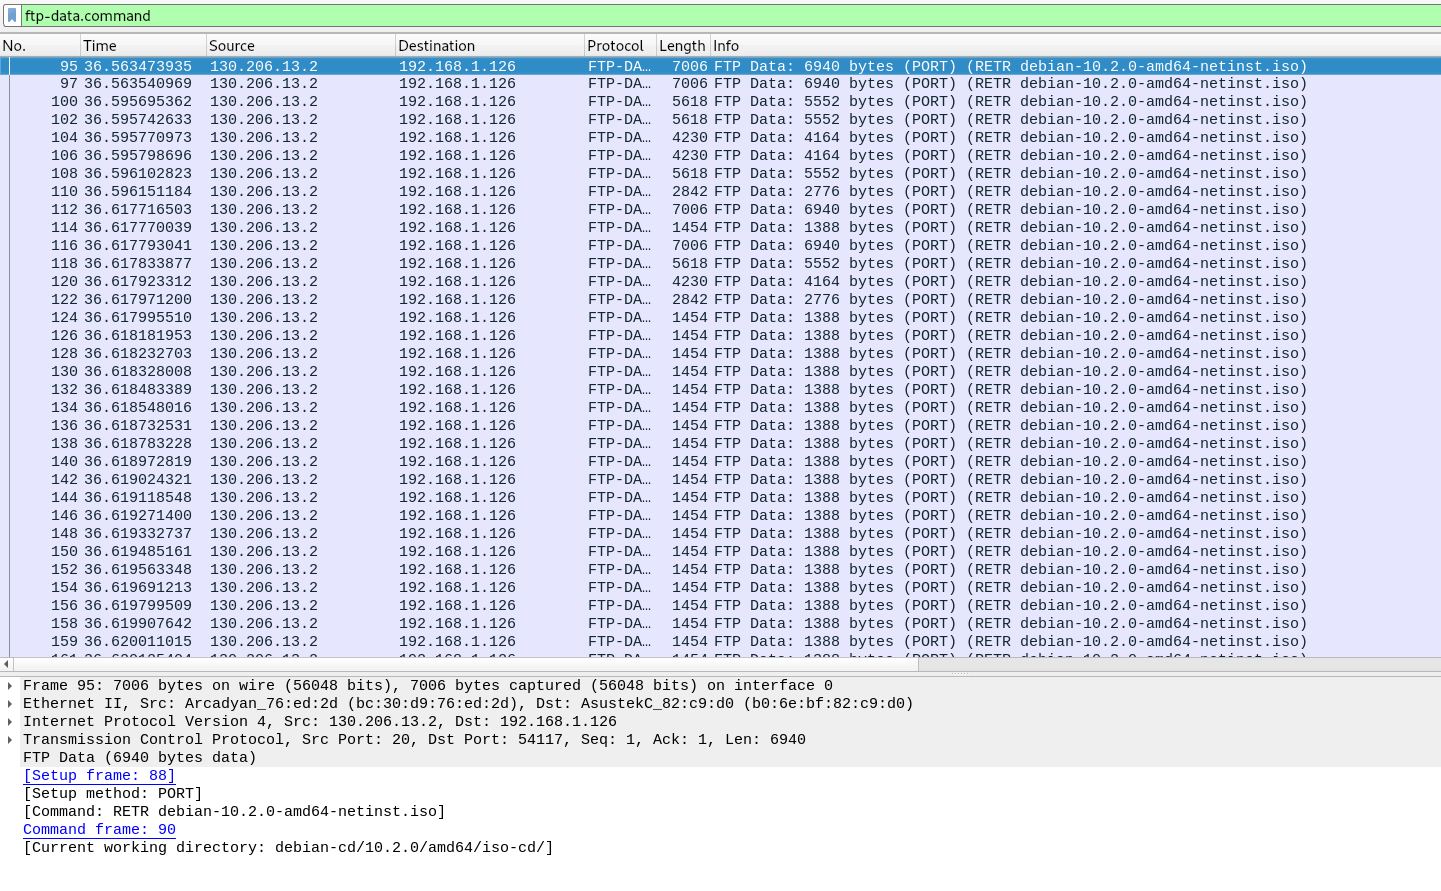 ftp-data.command
No. Time Source Destination Protocol Length Info
95 36.563473935 130.206.13.2 192.168.1.126 FTP-DA… 7006 FTP Data: 6940 bytes (PORT) (RETR debian-10.2.0-amd64-netinst.iso)
97 36.563540969 130.206.13.2 192.168.1.126 FTP-DA… 7006 FTP Data: 6940 bytes (PORT) (RETR debian-10.2.0-amd64-netinst.iso)
100 36.595695362 130.206.13.2 192.168.1.126 FTP-DA… 5618 FTP Data: 5552 bytes (PORT) (RETR debian-10.2.0-amd64-netinst.iso)
102 36.595742633 130.206.13.2 192.168.1.126 FTP-DA… 5618 FTP Data: 5552 bytes (PORT) (RETR debian-10.2.0-amd64-netinst.iso)
104 36.595770973 130.206.13.2 192.168.1.126 FTP-DA… 4230 FTP Data: 4164 bytes (PORT) (RETR debian-10.2.0-amd64-netinst.iso)
106 36.595798696 130.206.13.2 192.168.1.126 FTP-DA… 4230 FTP Data: 4164 bytes (PORT) (RETR debian-10.2.0-amd64-netinst.iso)
108 36.596102823 130.206.13.2 192.168.1.126 FTP-DA… 5618 FTP Data: 5552 bytes (PORT) (RETR debian-10.2.0-amd64-netinst.iso)
110 36.596151184 130.206.13.2 192.168.1.126 FTP-DA… 2842 FTP Data: 2776 bytes (PORT) (RETR debian-10.2.0-amd64-netinst.iso)
112 36.617716503 130.206.13.2 192.168.1.126 FTP-DA… 7006 FTP Data: 6940 bytes (PORT) (RETR debian-10.2.0-amd64-netinst.iso)
114 36.617770039 130.206.13.2 192.168.1.126 FTP-DA… 1454 FTP Data: 1388 bytes (PORT) (RETR debian-10.2.0-amd64-netinst.iso)
116 36.617793041 130.206.13.2 192.168.1.126 FTP-DA… 7006 FTP Data: 6940 bytes (PORT) (RETR debian-10.2.0-amd64-netinst.iso)
118 36.617833877 130.206.13.2 192.168.1.126 FTP-DA… 5618 FTP Data: 5552 bytes (PORT) (RETR debian-10.2.0-amd64-netinst.iso)
120 36.617923312 130.206.13.2 192.168.1.126 FTP-DA… 4230 FTP Data: 4164 bytes (PORT) (RETR debian-10.2.0-amd64-netinst.iso)
122 36.617971200 130.206.13.2 192.168.1.126 FTP-DA… 2842 FTP Data: 2776 bytes (PORT) (RETR debian-10.2.0-amd64-netinst.iso)
124 36.617995510 130.206.13.2 192.168.1.126 FTP-DA… 1454 FTP Data: 1388 bytes (PORT) (RETR debian-10.2.0-amd64-netinst.iso)
126 36.618181953 130.206.13.2 192.168.1.126 FTP-DA… 1454 FTP Data: 1388 bytes (PORT) (RETR debian-10.2.0-amd64-netinst.iso)
128 36.618232703 130.206.13.2 192.168.1.126 FTP-DA… 1454 FTP Data: 1388 bytes (PORT) (RETR debian-10.2.0-amd64-netinst.iso)
130 36.618328008 130.206.13.2 192.168.1.126 FTP-DA… 1454 FTP Data: 1388 bytes (PORT) (RETR debian-10.2.0-amd64-netinst.iso)
132 36.618483389 130.206.13.2 192.168.1.126 FTP-DA… 1454 FTP Data: 1388 bytes (PORT) (RETR debian-10.2.0-amd64-netinst.iso)
134 36.618548016 130.206.13.2 192.168.1.126 FTP-DA… 1454 FTP Data: 1388 bytes (PORT) (RETR debian-10.2.0-amd64-netinst.iso)
136 36.618732531 130.206.13.2 192.168.1.126 FTP-DA… 1454 FTP Data: 1388 bytes (PORT) (RETR debian-10.2.0-amd64-netinst.iso)
138 36.618783228 130.206.13.2 192.168.1.126 FTP-DA… 1454 FTP Data: 1388 bytes (PORT) (RETR debian-10.2.0-amd64-netinst.iso)
140 36.618972819 130.206.13.2 192.168.1.126 FTP-DA… 1454 FTP Data: 1388 bytes (PORT) (RETR debian-10.2.0-amd64-netinst.iso)
142 36.619024321 130.206.13.2 192.168.1.126 FTP-DA… 1454 FTP Data: 1388 bytes (PORT) (RETR debian-10.2.0-amd64-netinst.iso)
144 36.619118548 130.206.13.2 192.168.1.126 FTP-DA… 1454 FTP Data: 1388 bytes (PORT) (RETR debian-10.2.0-amd64-netinst.iso)
146 36.619271400 130.206.13.2 192.168.1.126 FTP-DA… 1454 FTP Data: 1388 bytes (PORT) (RETR debian-10.2.0-amd64-netinst.iso)
148 36.619332737 130.206.13.2 192.168.1.126 FTP-DA… 1454 FTP Data: 1388 bytes (PORT) (RETR debian-10.2.0-amd64-netinst.iso)
150 36.619485161 130.206.13.2 192.168.1.126 FTP-DA… 1454 FTP Data: 1388 bytes (PORT) (RETR debian-10.2.0-amd64-netinst.iso)
152 36.619563348 130.206.13.2 192.168.1.126 FTP-DA… 1454 FTP Data: 1388 bytes (PORT) (RETR debian-10.2.0-amd64-netinst.iso)
154 36.619691213 130.206.13.2 192.168.1.126 FTP-DA… 1454 FTP Data: 1388 bytes (PORT) (RETR debian-10.2.0-amd64-netinst.iso)
156 36.619799509 130.206.13.2 192.168.1.126 FTP-DA… 1454 FTP Data: 1388 bytes (PORT) (RETR debian-10.2.0-amd64-netinst.iso)
158 36.619907642 130.206.13.2 192.168.1.126 FTP-DA… 1454 FTP Data: 1388 bytes (PORT) (RETR debian-10.2.0-amd64-netinst.iso)
159 36.620011015 130.206.13.2 192.168.1.126 FTP-DA… 1454 FTP Data: 1388 bytes (PORT) (RETR debian-10.2.0-amd64-netinst.iso)
Frame 95: 7006 bytes on wire (56048 bits), 7006 bytes captured (56048 bits) on interface 0
Ethernet II, Src: Arcadyan_76:ed:2d (bc:30:d9:76:ed:2d), Dst: AsustekC_82:c9:d0 (b0:6e:bf:82:c9:d0)
Internet Protocol Version 4, Src: 130.206.13.2, Dst: 192.168.1.126
Transmission Control Protocol, Src Port: 20, Dst Port: 54117, Seq: 1, Ack: 1, Len: 6940
FTP Data (6940 bytes data)
[Setup frame: 88]
[Setup method: PORT]
[Command: RETR debian-10.2.0-amd64-netinst.iso]
Command frame: 90
[Current working directory: debian-cd/10.2.0/amd64/iso-cd/]